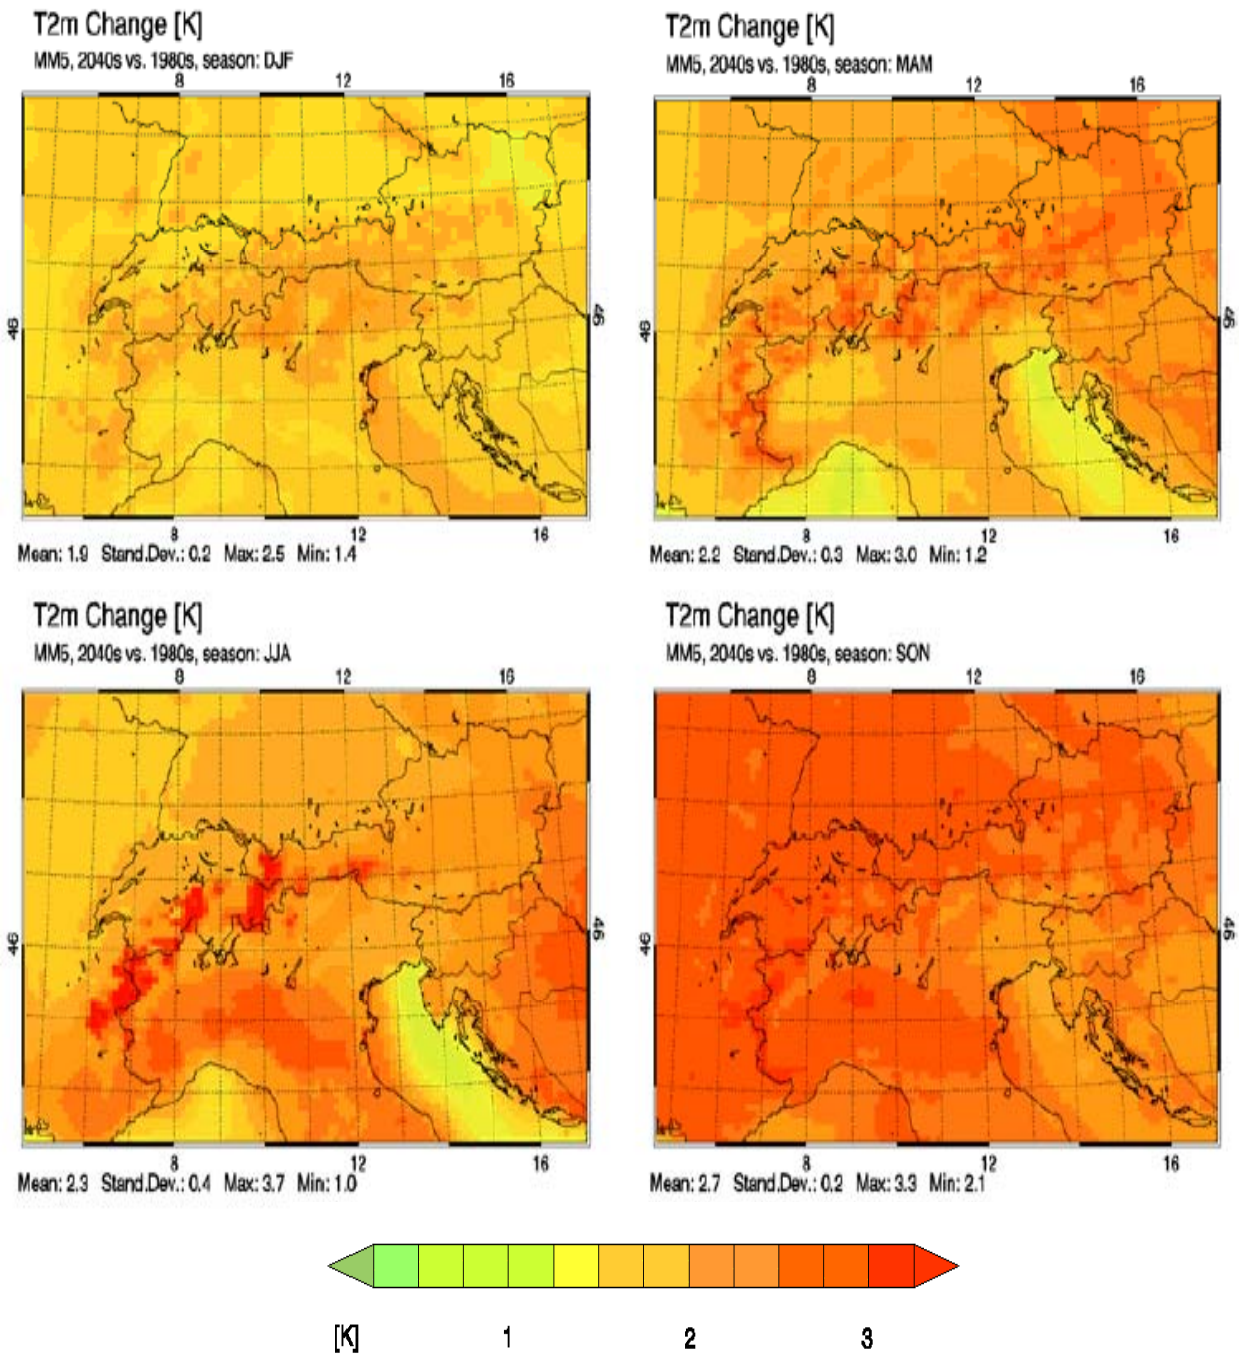 T2m Change [K]
MM5, 2040s vs. 1980s, season: DJF
8 12 16
46 46
8 12 16
Mean: 1.9 Stand.Dev.: 0.2 Max: 2.5 Min: 1.4
T2m Change [K]
MM5, 2040s vs. 1980s, season: MAM
8 12 16
46 46
8 12 16
Mean: 2.2 Stand.Dev.: 0.3 Max: 3.0 Min: 1.2
T2m Change [K]
MM5, 2040s vs. 1980s, season: JJA
8 12 16
46 46
8 12 16
Mean: 2.3 Stand.Dev.: 0.4 Max: 3.7 Min: 1.0
T2m Change [K]
MM5, 2040s vs. 1980s, season: SON
8 12 16
46 46
8 12 16
Mean: 2.7 Stand.Dev.: 0.2 Max: 3.3 Min: 2.1
[K] 1 2 3